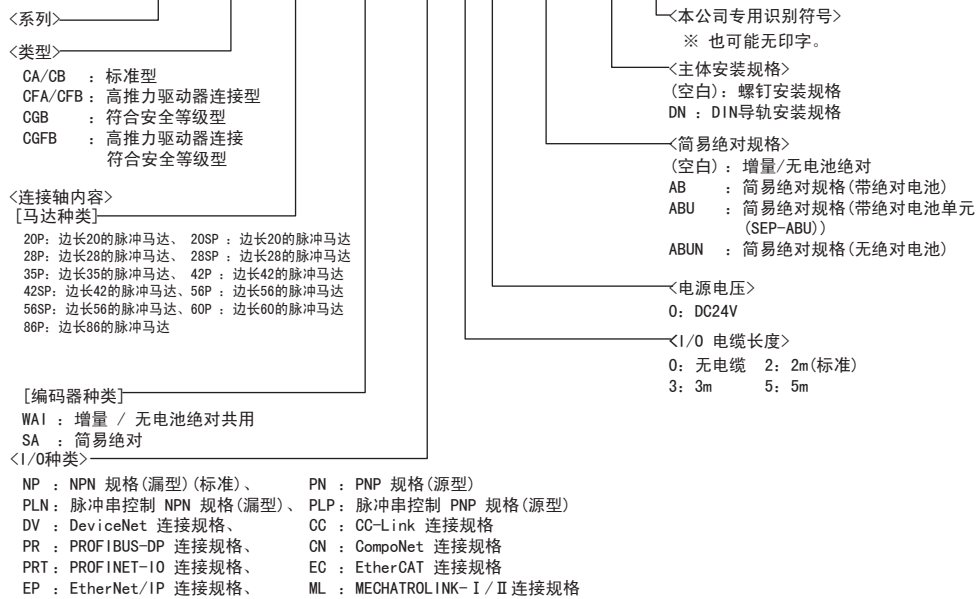 <系列>
<类型>
CA/CB : 标准型
CFA/CFB: 高推力驱动器连接型
CGB : 符合安全等级型
CGFB : 高推力驱动器连接
符合安全等级型
<连接轴内容>
[马达种类]
20P: 边长20的脉冲马达、 20SP : 边长20的脉冲马达
28P: 边长28的脉冲马达、 28SP : 边长28的脉冲马达
35P: 边长35的脉冲马达、 42P : 边长42的脉冲马达
42SP: 边长42的脉冲马达、56P : 边长56的脉冲马达
56SP: 边长56的脉冲马达、60P : 边长60的脉冲马达
86P: 边长86的脉冲马达
[编码器种类]
WAI : 增量 / 无电池绝对共用
SA : 简易绝对
<I/O种类>
NP : NPN 规格(漏型)(标准)、 PN : PNP 规格(源型)
PLN: 脉冲串控制 NPN 规格(漏型)、 PLP: 脉冲串控制 PNP 规格(源型)
DV : DeviceNet 连接规格、 CC : CC-Link 连接规格
PR : PROFIBUS-DP 连接规格、 CN : CompoNet 连接规格
PRT: PROFINET-IO 连接规格、 EC : EtherCAT 连接规格
EP : EtherNet/IP 连接规格、 ML : MECHATROLINK-Ⅰ/Ⅱ连接规格
<本公司专用识别符号>
※ 也可能无印字。
<主体安装规格>
(空白): 螺钉安装规格
DN : DIN导轨安装规格
<简易绝对规格>
(空白) : 增量/无电池绝对
AB : 简易绝对规格(带绝对电池)
ABU : 简易绝对规格(带绝对电池单元
(SEP-ABU))
ABUN : 简易绝对规格(无绝对电池)
<电源电压>
0: DC24V
<I/O 电缆长度>
0: 无电缆 2: 2m(标准)
3: 3m 5: 5m